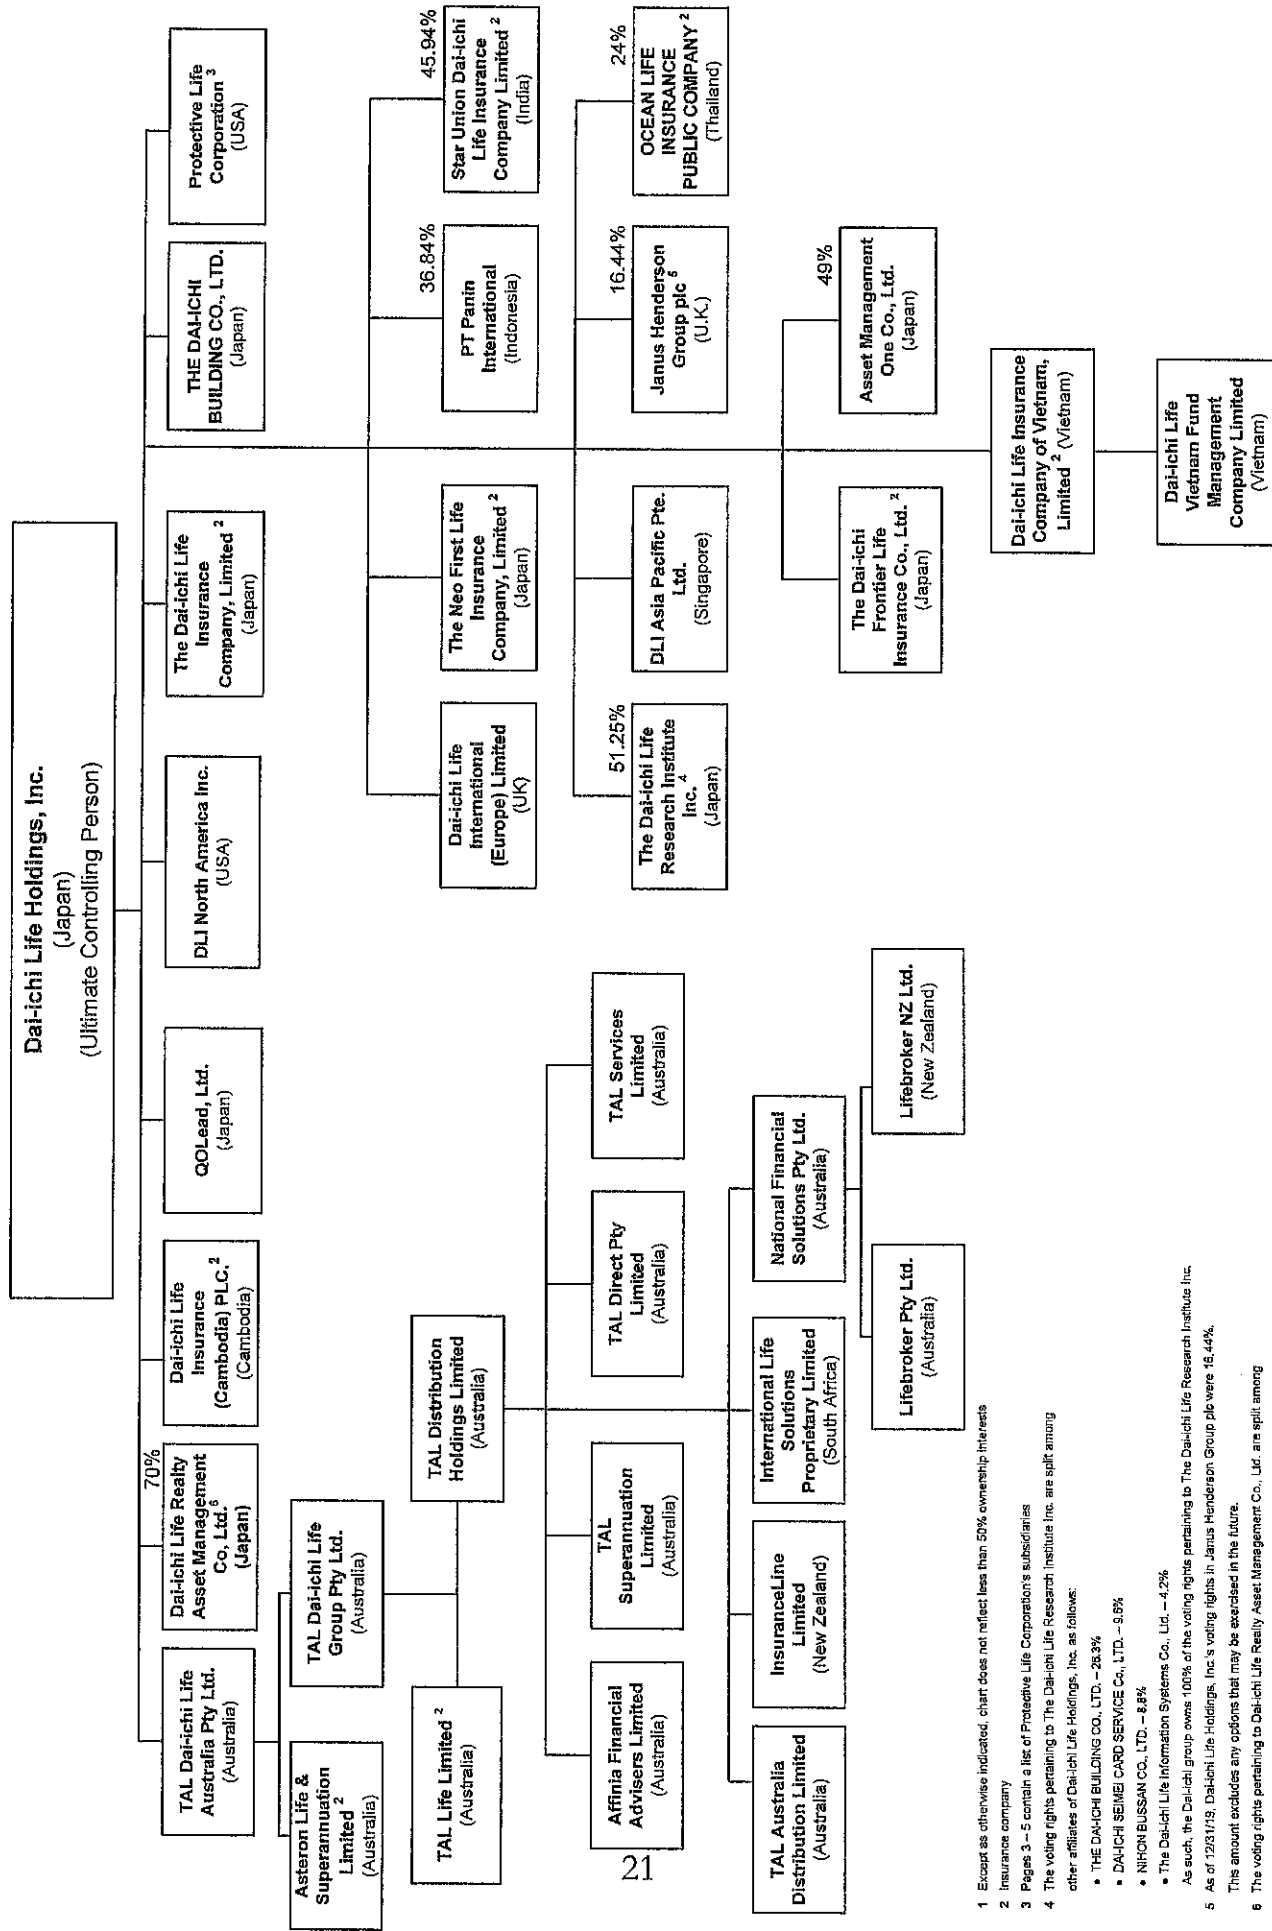 Dai-ichi Life Holdings, Inc.
(Japan)
(Ultimate Controlling Person)
TAL Dai-ichi Life
Australia Pty Ltd.
(Australia)
70%
Dai-ichi Life Realty
Asset Management
Co, Ltd.⁶
(Japan)
Dai-ichi Life
Insurance
(Cambodia) PLC.²
(Cambodia)
QOLead, Ltd.
(Japan)
DLI North America Inc.
(USA)
The Dai-ichi Life
Insurance
Company, Limited ²
(Japan)
THE DAI-ICHI
BUILDING CO., LTD.
(Japan)
Protective Life
Corporation ³
(USA)
Asteron Life &
Superannuation
Limited ²
(Australia)
TAL Dai-ichi Life
Group Pty Ltd.
(Australia)
TAL Life Limited ²
(Australia)
TAL Distribution
Holdings Limited
(Australia)
Affinia Financial
Advisers Limited
(Australia)
TAL
Superannuation
Limited
(Australia)
TAL Direct Pty
Limited
(Australia)
TAL Services
Limited
(Australia)
TAL Australia
Distribution Limited
(Australia)
InsuranceLine
Limited
(New Zealand)
International Life
Solutions
Proprietary Limited
(South Africa)
National Financial
Solutions Pty Ltd.
(Australia)
Lifebroker Pty Ltd.
(Australia)
Lifebroker NZ Ltd.
(New Zealand)
Dai-ichi Life
International
(Europe) Limited
(UK)
The Neo First Life
Insurance
Company, Limited ²
(Japan)
36.84%
PT Panin
International
(Indonesia)
45.94%
Star Union Dai-ichi
Life Insurance
Company Limited ²
(India)
51.25%
The Dai-ichi Life
Research Institute
Inc. ⁴
(Japan)
DLI Asia Pacific Pte.
Ltd.
(Singapore)
16.44%
Janus Henderson
Group plc ⁵
(U.K.)
24%
OCEAN LIFE
INSURANCE
PUBLIC COMPANY ²
(Thailand)
The Dai-ichi
Frontier Life
Insurance Co., Ltd. ²
(Japan)
49%
Asset Management
One Co., Ltd.
(Japan)
Dai-ichi Life Insurance
Company of Vietnam,
Limited ² (Vietnam)
Dai-ichi Life
Vietnam Fund
Management
Company Limited
(Vietnam)
1 Except as otherwise indicated, chart does not reflect less than 50% ownership interests
2 Insurance company
3 Pages 3 – 5 contain a list of Protective Life Corporation's subsidiaries
4 The voting rights pertaining to The Dai-ichi Life Research Institute Inc. are split among
other affiliates of Dai-ichi Life Holdings, Inc. as follows:
• THE DAI-ICHI BUILDING CO., LTD. – 26.3%
• DAI-ICHI SEIMEI CARD SERVICE Co., LTD. – 9.6%
• NIHON BUSSAN CO., LTD. – 8.8%
• The Dai-ichi Life Information Systems Co., Ltd. – 4.2%
As such, the Dai-ichi group owns 100% of the voting rights pertaining to The Dai-ichi Life Research Institute Inc.
5 As of 12/31/19, Dai-ichi Life Holdings, Inc.'s voting rights in Janus Henderson Group plc were 16.44%.
This amount excludes any options that may be exercised in the future.
6 The voting rights pertaining to Dai-ichi Life Realty Asset Management Co., Ltd. are split among
21